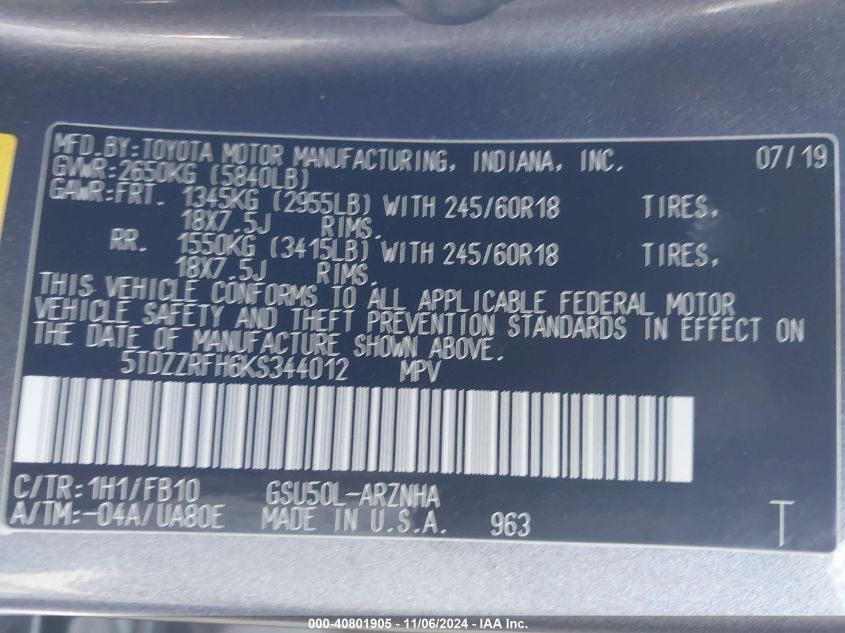 MFD.BY:TOYOTA MOTOR MANUFACTURING, INDIANA, INC. 07/19
GVWR:2650KG (5840LB)
GAWR:FRT. 1345KG (2955LB) WITH 245/60R18 TIRES,
18X7.5J RIMS.
RR. 1550KG (3415LB) WITH 245/60R18 TIRES,
18X7.5J RIMS.
THIS VEHICLE CONFORMS TO ALL APPLICABLE FEDERAL MOTOR
VEHICLE SAFETY AND THEFT PREVENTION STANDARDS IN EFFECT ON
THE DATE OF MANUFACTURE SHOWN ABOVE.
5TDZZRFH6KS344012 MPV
C/TR:1H1/FB10 GSU50L-ARZNHA
A/TM:-04A/UA80E MADE IN U.S.A. 963 T
000-40801905 - 11/06/2024 - IAA Inc.